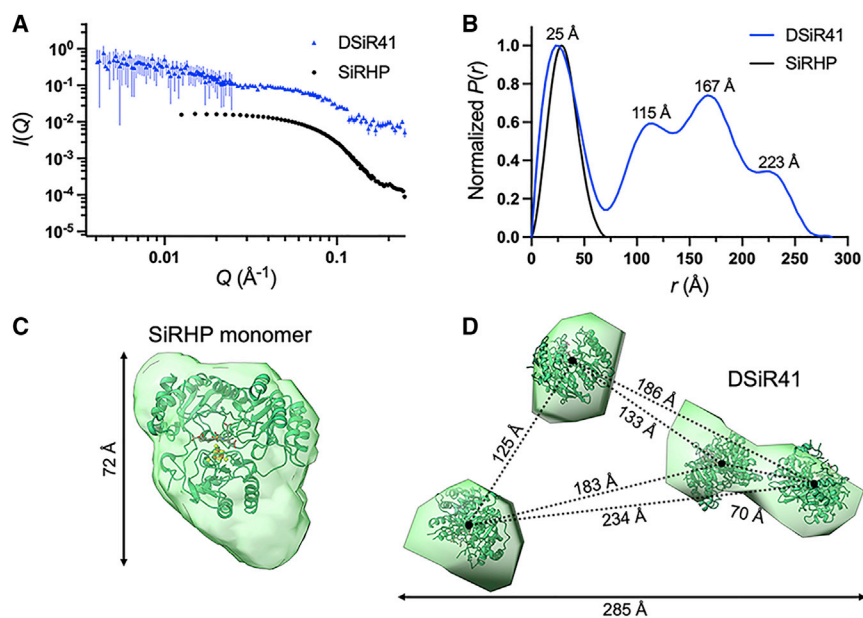 A
DSiR41
SiRHP
10⁰
10⁻¹
10⁻²
10⁻³
10⁻⁴
10⁻⁵
I(Q)
0.01
0.1
Q (Å⁻¹)
B
DSiR41
SiRHP
25 Å
115 Å
167 Å
223 Å
1.0
0.8
0.6
0.4
0.2
0.0
Normalized P(r)
0
50
100
150
200
250
300
r (Å)
C
SiRHP monomer
72 Å
D
DSiR41
125 Å
186 Å
133 Å
183 Å
234 Å
70 Å
285 Å